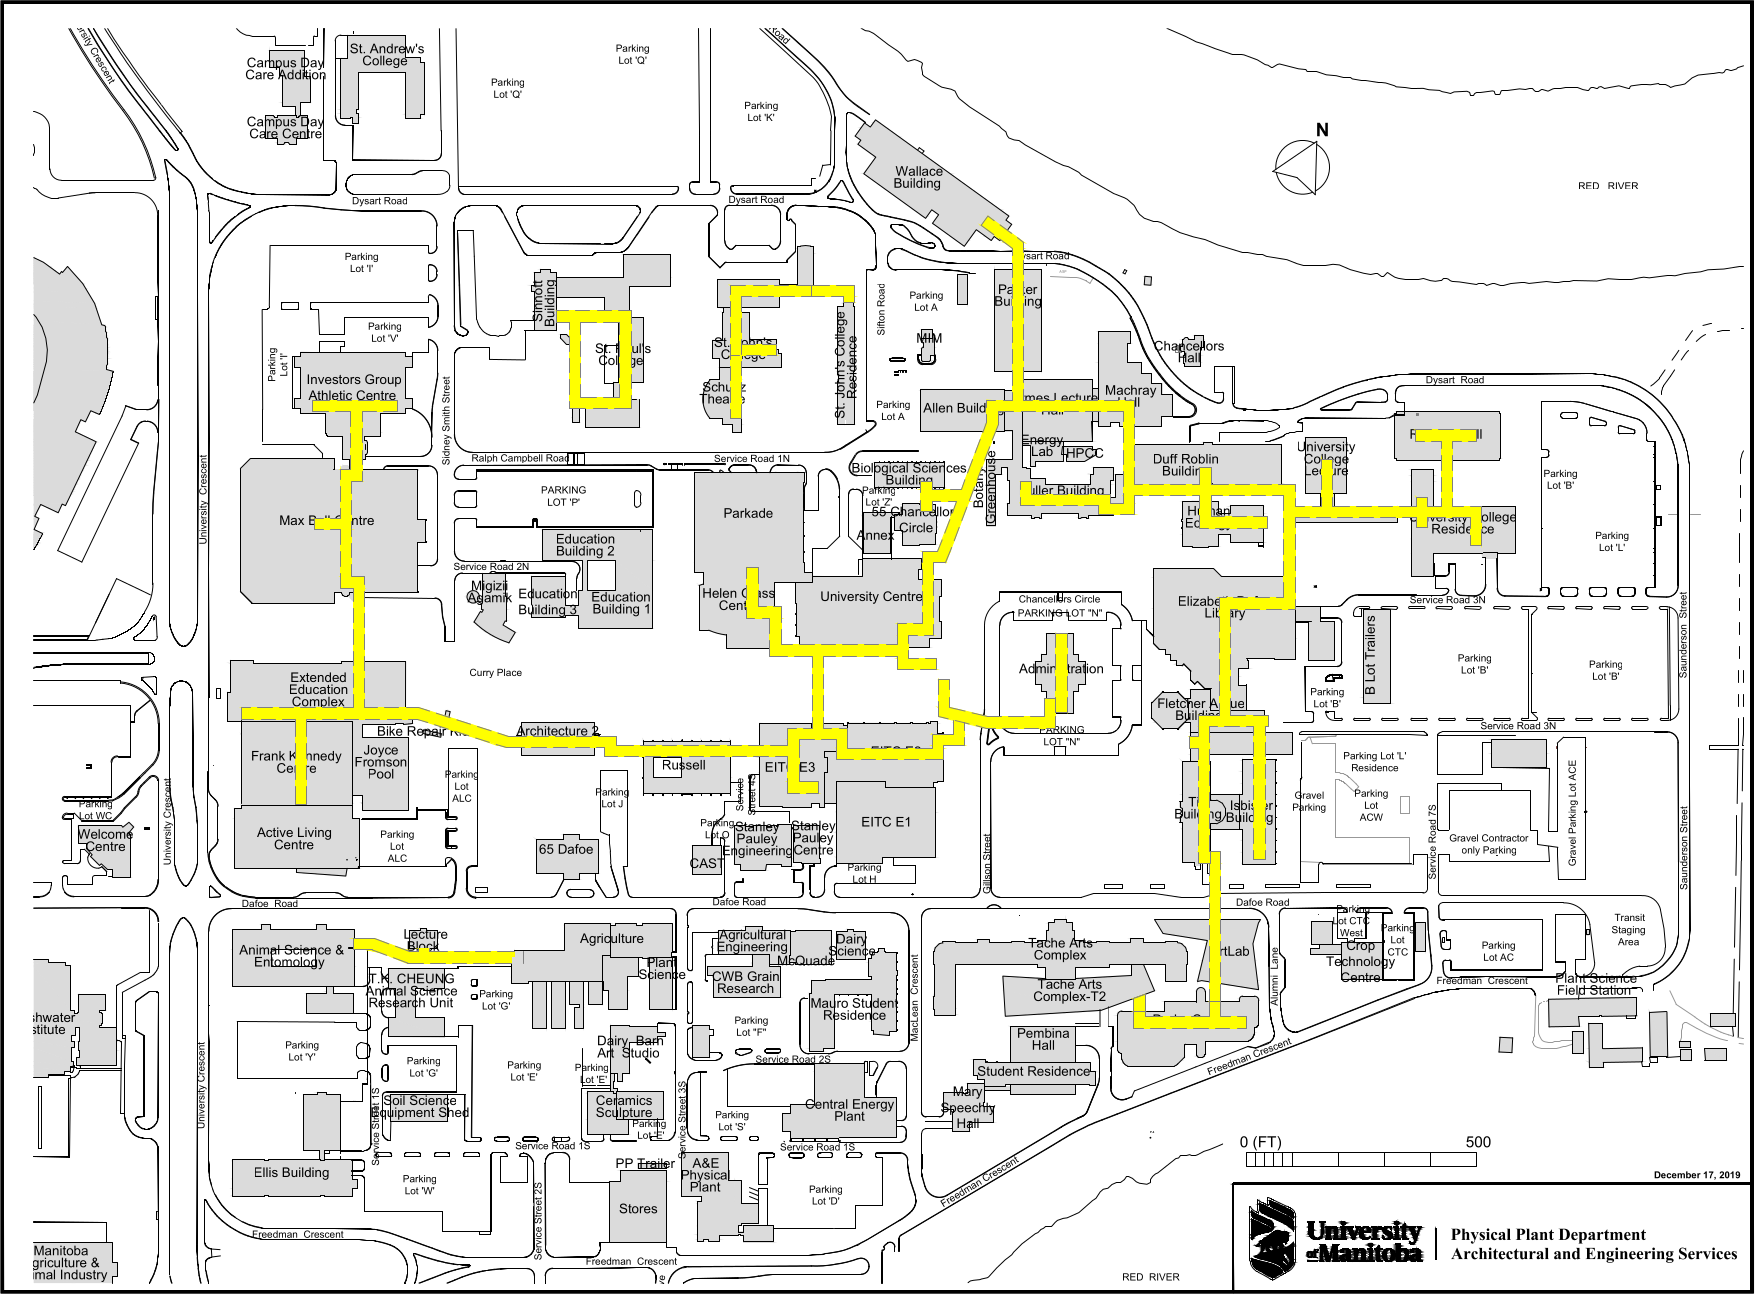 University Crescent
Campus Day
Care Addition
St. Andrew's
College
Campus Day
Care Centre
Parking
Lot 'Q'
Parking
Lot 'Q'
Parking
Lot 'K'
Road
Wallace
Building
N
RED RIVER
Dysart Road
Dysart Road
Dysart Road
Parking
Lot 'I'
Parking
Lot 'V'
Parking
Lot 'I'
Investors Group
Athletic Centre
Sidney Smith Street
Sinnott
Building
St. Paul's
College
St. John's
College
Schultz
Theatre
St. John's College
Residence
Sifton Road
Parking
Lot A
MIM
Parking
Lot A
Parker
Building
Allen Building
Armes Lecture
Hall
Machray
Hall
Chancellors
Hall
Dysart Road
Energy
Lab
HPCC
Duff Roblin
Building
University
College
Lecture
Parking
Lot 'B'
Parking
Lot 'L'
University College
Residence
Ralph Campbell Road
Service Road 1N
University Crescent
Max Bell Centre
PARKING
LOT 'P'
Parkade
Biological Sciences
Building
Parking
Lot 'Z'
55 Chancellor
Circle
Annex
Botany
Greenhouse
Buller Building
Human
Education
Building 2
Service Road 2N
Migizii
Agamik
Education
Building 3
Education
Building 1
Helen Glass
Centre
University Centre
Chancellors Circle
PARKING LOT "N"
Administration
PARKING
LOT "N"
Elizabeth Dafoe
Library
Service Road 3N
B Lot Trailers
Parking
Lot 'B'
Parking
Lot 'B'
Parking
Lot 'B'
Saunderson Street
Curry Place
Extended
Education
Complex
Bike Repair Kiosk
Architecture 2
Fletcher Argue
Building
Service Road 3N
Frank Kennedy
Centre
Joyce
Fromson
Pool
Parking
Lot
ALC
Russell
EITC E3
EITC E2
Parking
Lot J
Service
Street 4S
Parking Lot 'L'
Residence
Parking
Lot
ACW
Gravel
Parking
Isbister
Building
Building
Service Road 7S
Gravel Contractor
only Parking
Gravel Parking Lot ACE
Saunderson Street
University Crescent
Parking
Lot WC
Welcome
Centre
Active Living
Centre
Parking
Lot
ALC
65 Dafoe
Parking
Lot O
CAST
Stanley
Pauley
Engineering
Stanley
Pauley
Centre
EITC E1
Parking
Lot H
Gillson Street
Dafoe Road
Dafoe Road
Dafoe Road
Animal Science &
Entomology
Lecture
Block
Agriculture
Plant
Science
T.K. CHEUNG
Animal Science
Research Unit
Parking
Lot 'G'
Agricultural
Engineering
McQuade
Dairy
Science
CWB Grain
Research
Mauro Student
Residence
Parking
Lot "F"
MacLean Crescent
Tache Arts
Complex
Tache Arts
Complex-T2
ArtLab
Alumni Lane
Parking
Lot CTC
West
Crop
Technology
Centre
Parking
Lot
CTC
Parking
Lot AC
Transit
Staging
Area
Freedman Crescent
Plant Science
Field Station
Parking
Lot 'Y'
Parking
Lot 'G'
Parking
Lot 'E'
Dairy Barn
Art Studio
Parking
Lot 'E'
Service Road 2S
Pembina
Hall
Student Residence
Mary
Speechly
Hall
Freedman Crescent
University Crescent
Service Street 1S
Soil Science
Equipment Shed
Ceramics
Sculpture
Parking
Lot 'E'
Service Street 3S
Parking
Lot 'S'
Central Energy
Plant
Service Road 1S
Service Road 1S
Ellis Building
Parking
Lot 'W'
Service Street 2S
PP Trailer
Stores
A&E
Physical
Plant
Parking
Lot 'D'
Freedman Crescent
Freedman Crescent
Freedman Crescent
Manitoba
Agriculture &
RED RIVER
0 (FT) 500
December 17, 2019
University
of Manitoba
Physical Plant Department
Architectural and Engineering Services